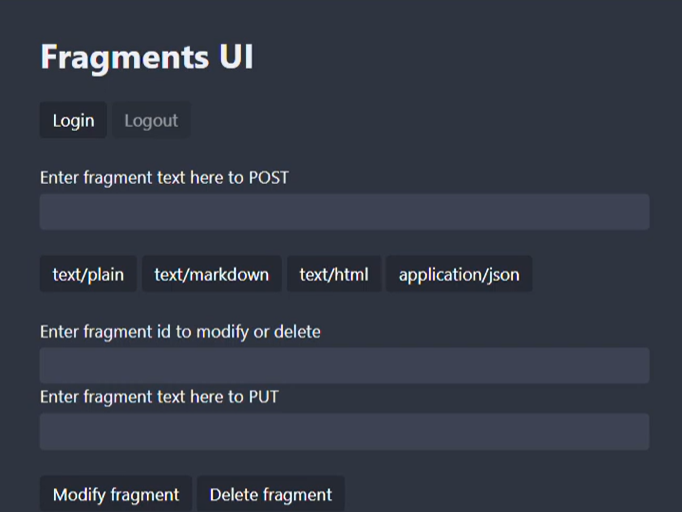 Fragments UI
Login Logout
Enter fragment text here to POST
text/plain text/markdown text/html application/json
Enter fragment id to modify or delete
Enter fragment text here to PUT
Modify fragment Delete fragment